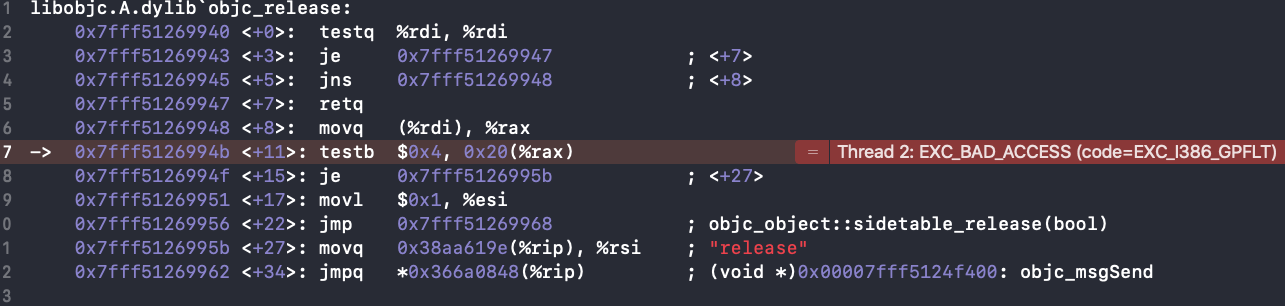 1 libobjc.A.dylib`objc_release:
2 0x7fff51269940 <+0>: testq %rdi, %rdi
3 0x7fff51269943 <+3>: je 0x7fff51269947 ; <+7>
4 0x7fff51269945 <+5>: jns 0x7fff51269948 ; <+8>
5 0x7fff51269947 <+7>: retq
6 0x7fff51269948 <+8>: movq (%rdi), %rax
7 -> 0x7fff5126994b <+11>: testb $0x4, 0x20(%rax) = Thread 2: EXC_BAD_ACCESS (code=EXC_I386_GPFLT)
8 0x7fff5126994f <+15>: je 0x7fff5126995b ; <+27>
9 0x7fff51269951 <+17>: movl $0x1, %esi
0 0x7fff51269956 <+22>: jmp 0x7fff51269968 ; objc_object::sidetable_release(bool)
1 0x7fff5126995b <+27>: movq 0x38aa619e(%rip), %rsi ; "release"
2 0x7fff51269962 <+34>: jmpq *0x366a0848(%rip) ; (void *)0x00007fff5124f400: objc_msgSend
3